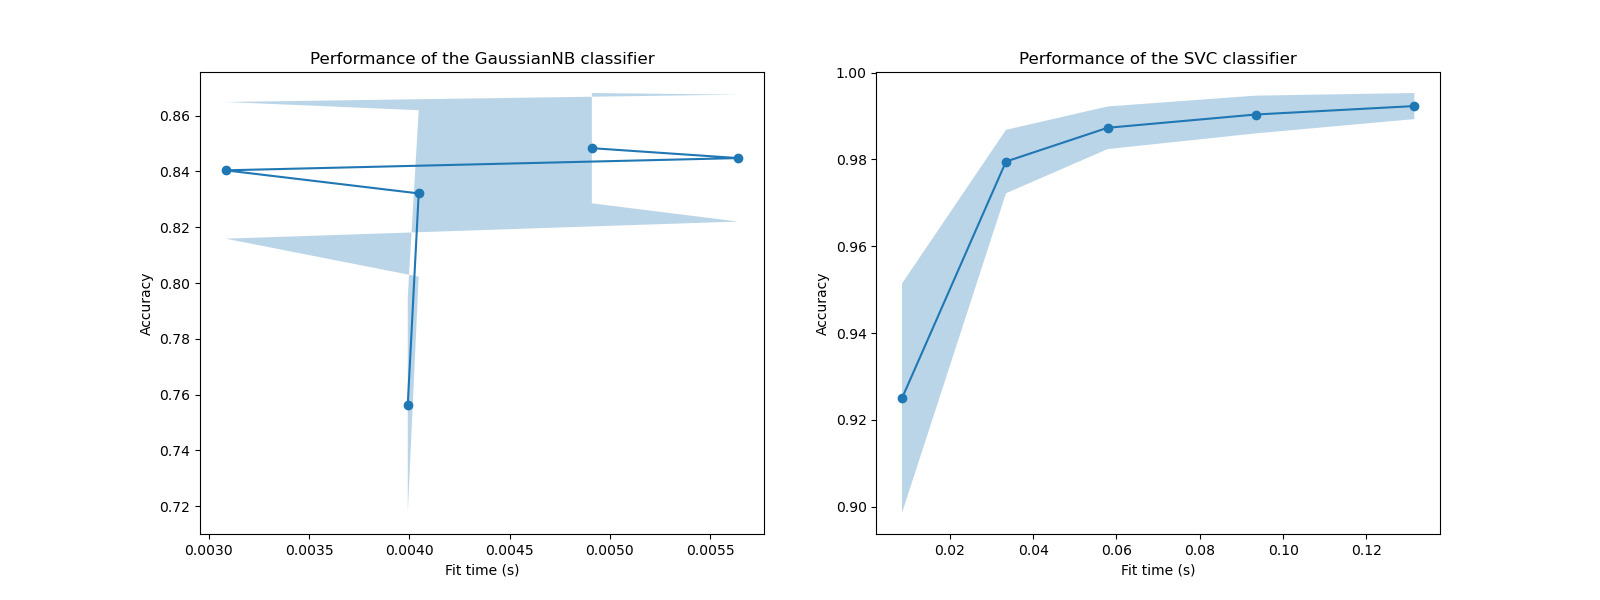 Performance of the GaussianNB classifier
Accuracy
0.86
0.84
0.82
0.80
0.78
0.76
0.74
0.72
0.0030 0.0035 0.0040 0.0045 0.0050 0.0055
Fit time (s)
Performance of the SVC classifier
Accuracy
1.00
0.98
0.96
0.94
0.92
0.90
0.02 0.04 0.06 0.08 0.10 0.12
Fit time (s)